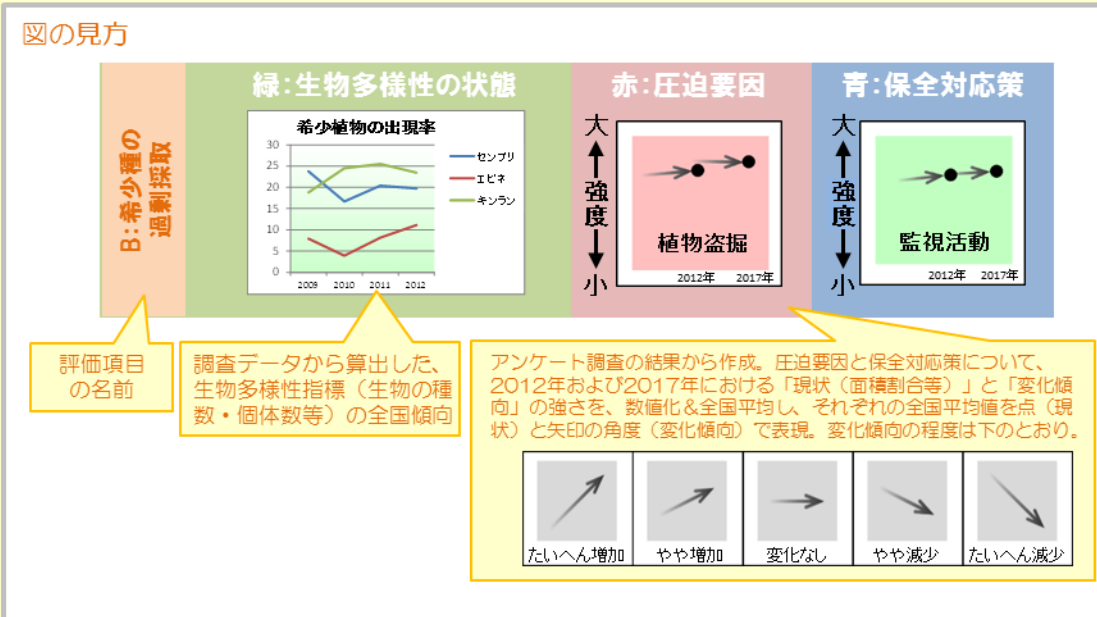 図の見方
B:希少種の
過剰採取
緑:生物多様性の状態
希少植物の出現率
30
25
20
15
10
5
0
2009
2010
2011
2012
センブリ
エビネ
キンラン
赤:圧迫要因
大
強度
小
植物盗掘
2012年
2017年
青:保全対応策
大
強度
小
監視活動
2012年
2017年
評価項目
の名前
調査データから算出した、
生物多様性指標(生物の種
数・個体数等)の全国傾向
アンケート調査の結果から作成。圧迫要因と保全対応策について、
2012年および2017年における「現状(面積割合等)」と「変化傾
向」の強さを、数値化&全国平均し、それぞれの全国平均値を点(現
状)と矢印の角度(変化傾向)で表現。変化傾向の程度は下のとおり。
たいへん増加
やや増加
変化なし
やや減少
たいへん減少